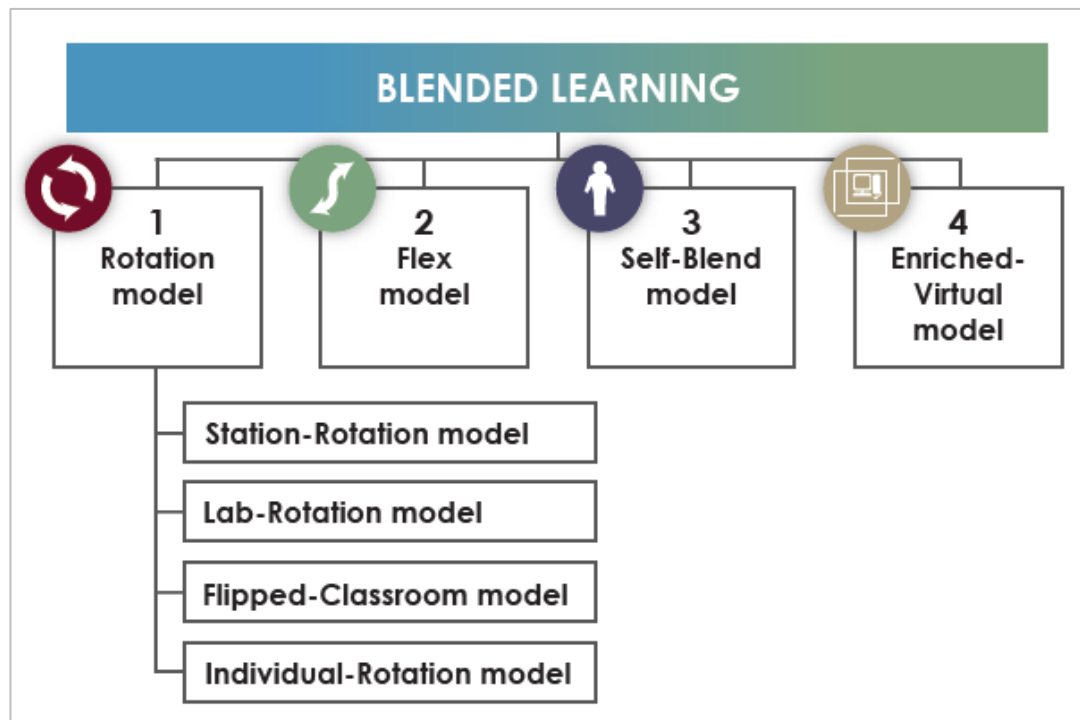 BLENDED LEARNING
1
Rotation
model
2
Flex
model
3
Self-Blend
model
4
Enriched-
Virtual
model
Station-Rotation model
Lab-Rotation model
Flipped-Classroom model
Individual-Rotation model